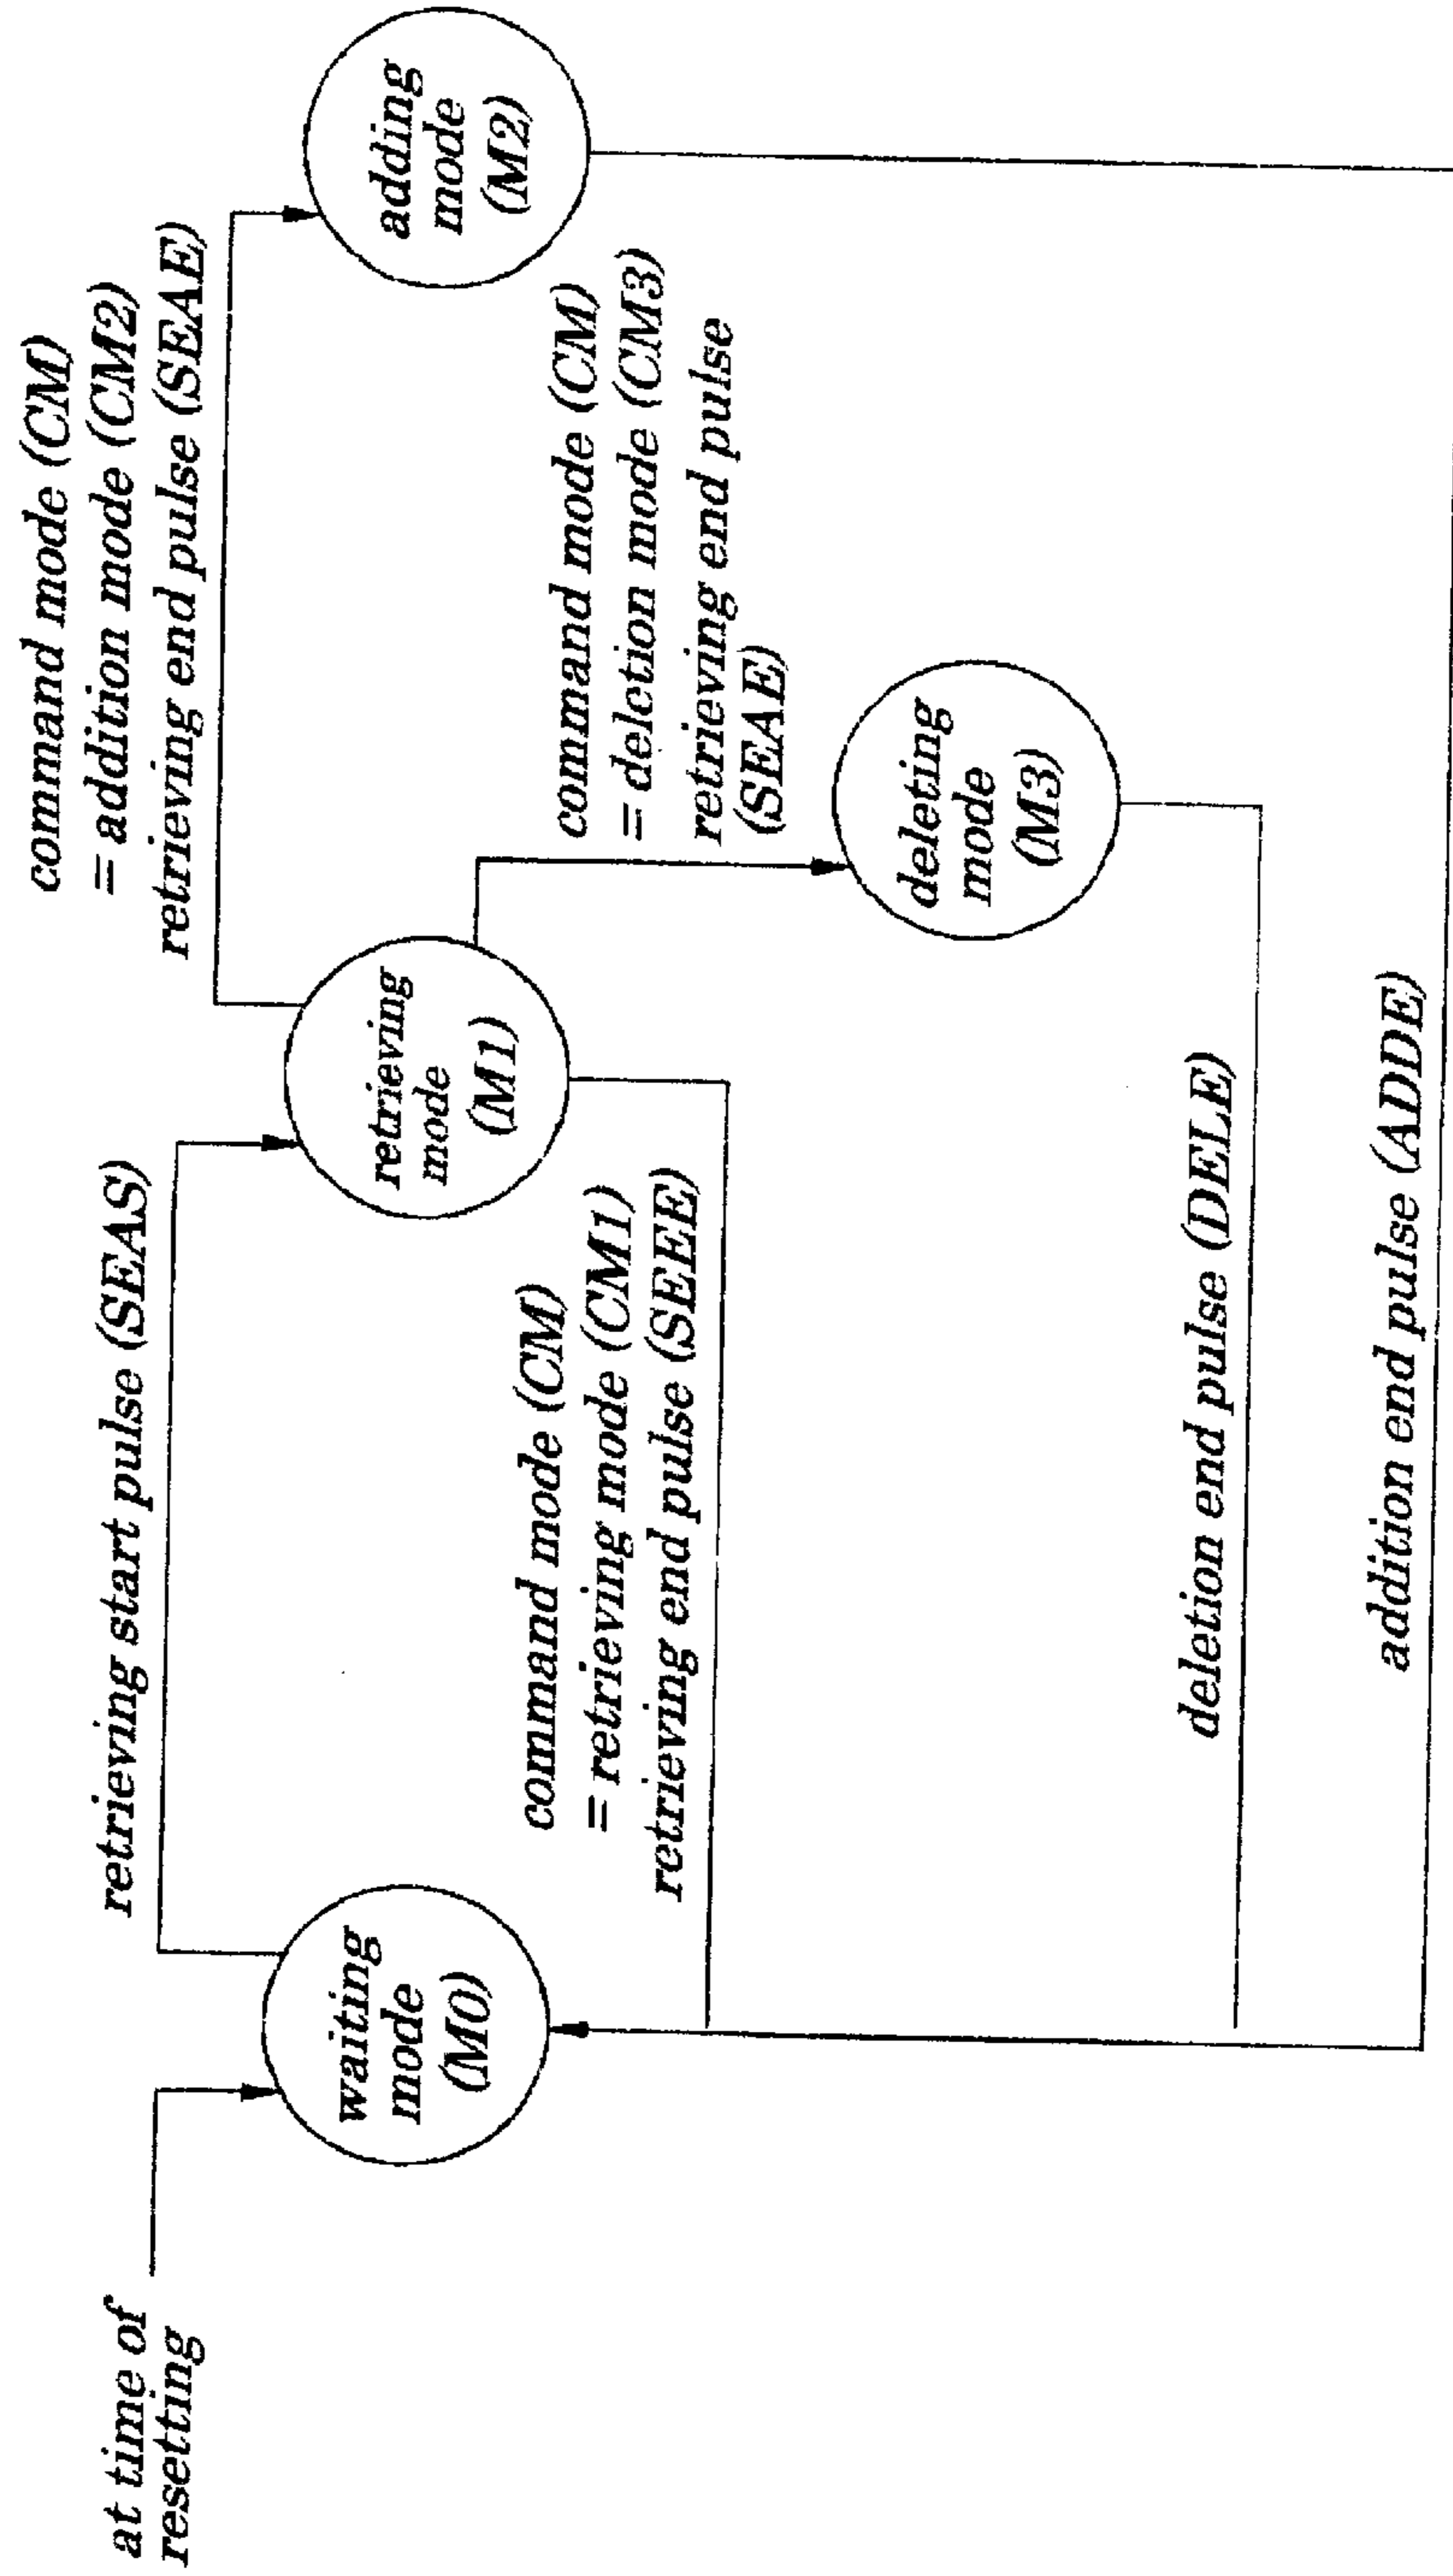 at time of
resetting
retrieving start pulse (SEAS)
command mode (CM)
= addition mode (CM2)
retrieving end pulse (SEAE)
waiting
mode
(M0)
retrieving
mode
(M1)
adding
mode
(M2)
command mode (CM)
= retrieving mode (CM1)
retrieving end pulse (SEEE)
command mode (CM)
= deletion mode (CM3)
retrieving end pulse
(SEAE)
deleting
mode
(M3)
deletion end pulse (DELE)
addition end pulse (ADDE)